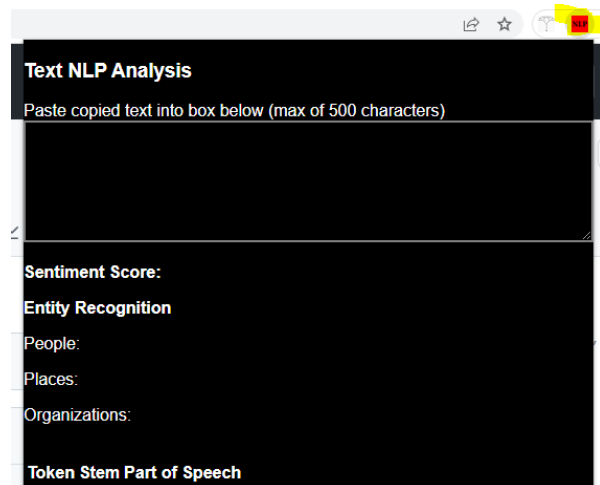 NLP
Text NLP Analysis
Paste copied text into box below (max of 500 characters)
Sentiment Score:
Entity Recognition
People:
Places:
Organizations:
Token Stem Part of Speech